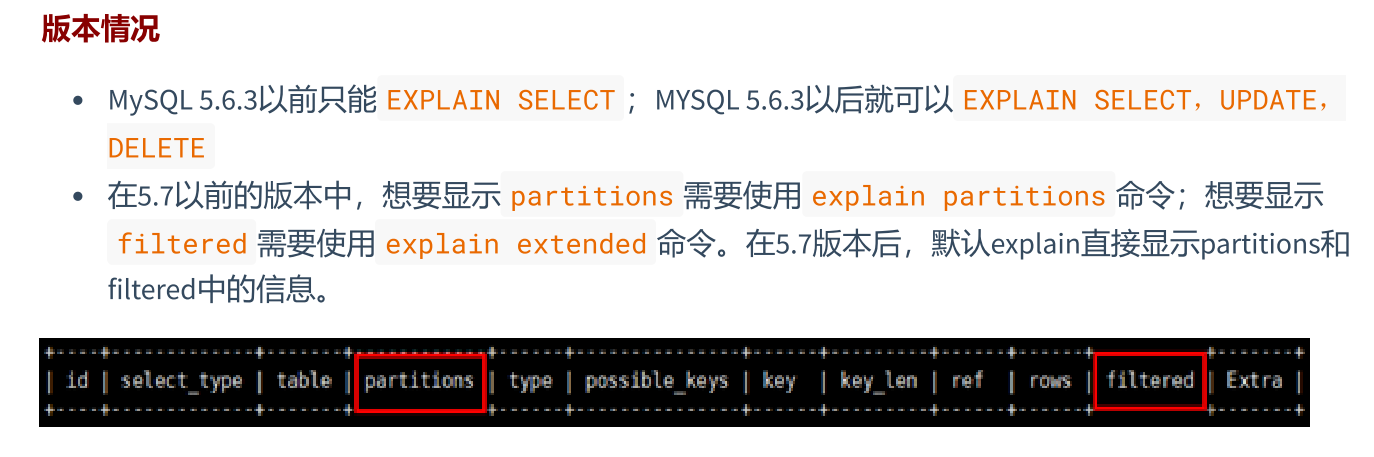 版本情况
MySQL 5.6.3以前只能 EXPLAIN SELECT ；MYSQL 5.6.3以后就可以 EXPLAIN SELECT，UPDATE，
DELETE
在5.7以前的版本中，想要显示 partitions 需要使用 explain partitions 命令；想要显示
filtered 需要使用 explain extended 命令。在5.7版本后，默认explain直接显示partitions和
filtered中的信息。
| id | select_type | table | partitions | type | possible_keys | key | key_len | ref | rows | filtered | Extra |